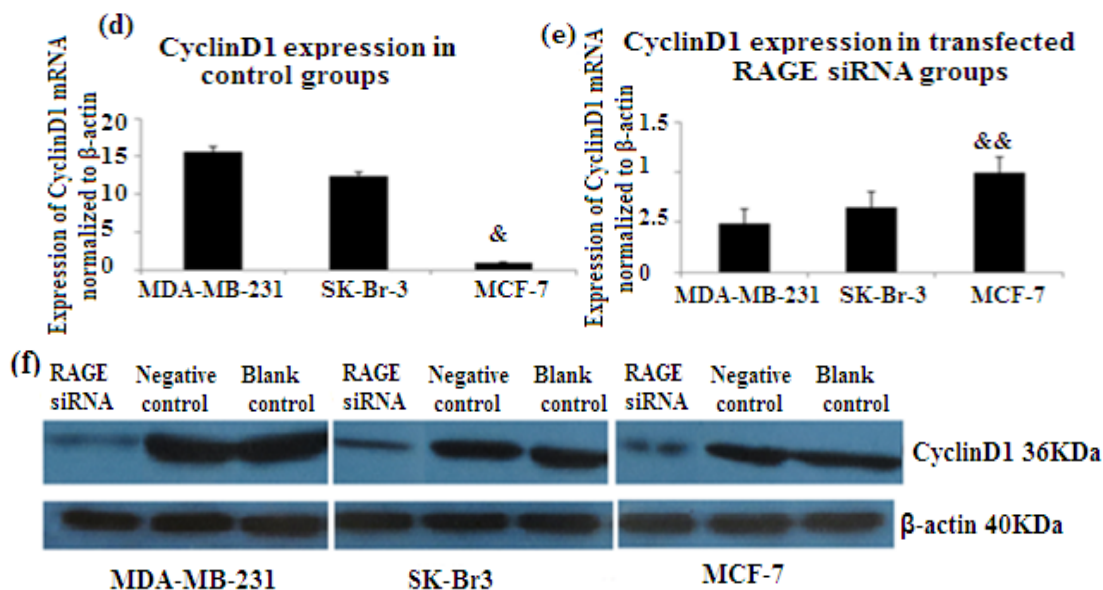 (d)
CyclinD1 expression in
control groups
Expression of CyclinD1 mRNA
normalized to β-actin
20
15
10
5
0
&
MDA-MB-231 SK-Br-3 MCF-7
(e)
CyclinD1 expression in transfected
RAGE siRNA groups
Expression of CyclinD1 mRNA
normalized to β-actin
1.5
1
2.5
0
&&
MDA-MB-231 SK-Br-3 MCF-7
(f)
RAGE
siRNA
Negative
control
Blank
control
RAGE
siRNA
Negative
control
Blank
control
RAGE
siRNA
Negative
control
Blank
control
CyclinD1 36KDa
β-actin 40KDa
MDA-MB-231 SK-Br3 MCF-7